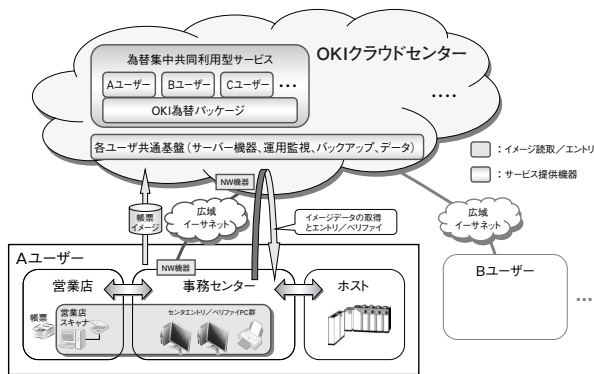 OKIクラウドセンター
為替集中共同利用型サービス
Aユーザー
Bユーザー
Cユーザー
•••
OKI為替パッケージ
••••
各ユーザ共通基盤（サーバー機器、運用監視、バックアップ、データ）
：イメージ読取／エントリ
：サービス提供機器
NW機器
帳票
イメージ
広域
イーサネット
イメージデータの取得
とエントリ／ベリファイ
広域
イーサネット
Aユーザー
NW機器
営業店
事務センター
ホスト
Bユーザー
•••
帳票
営業店
スキャナ
センタエントリ／ベリファイPC群